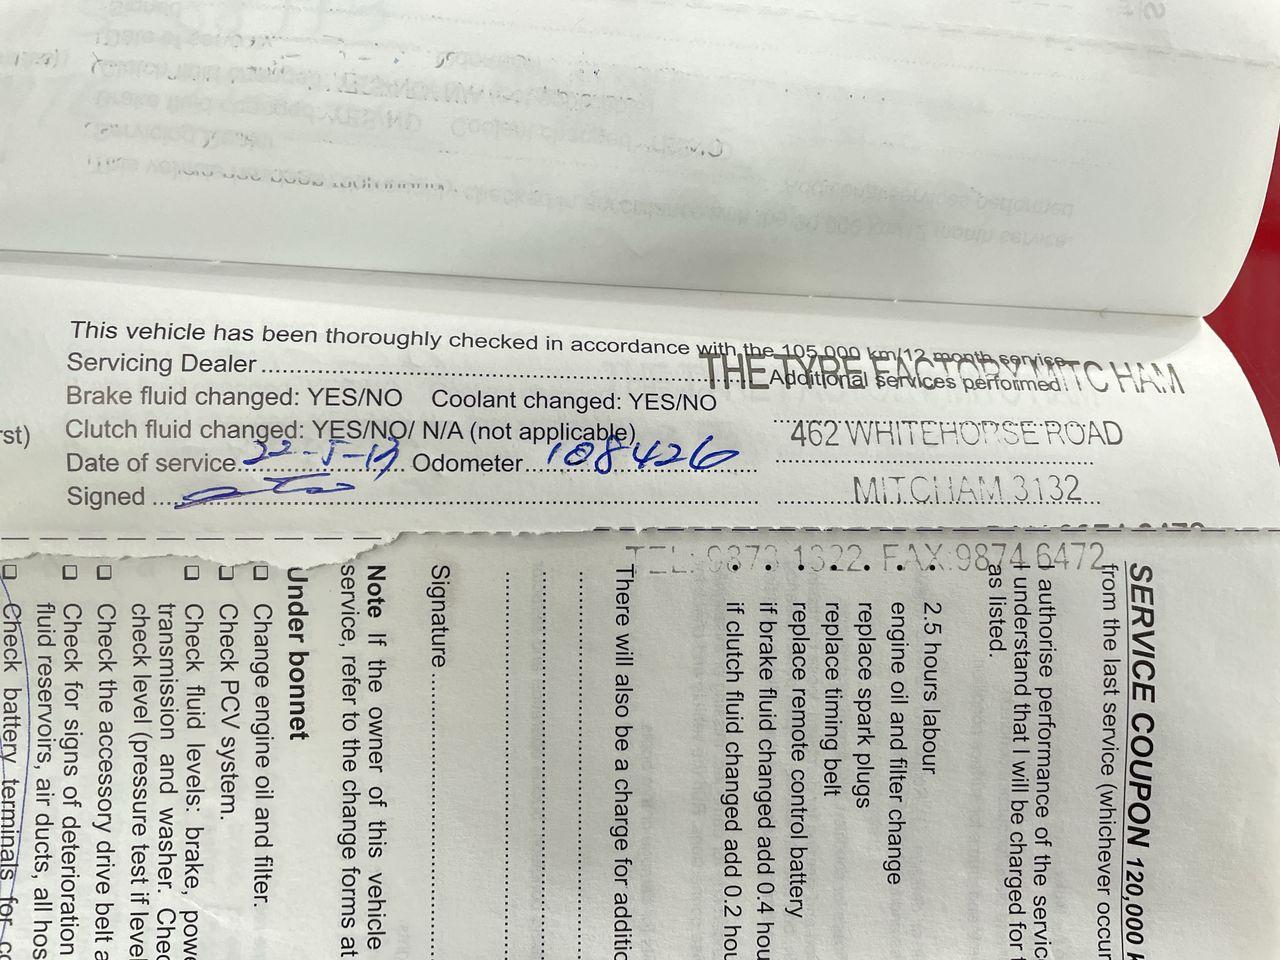 This vehicle has been thoroughly checked in accordance with the 105,000 km/12 month service
Servicing Dealer
THE TYRE FACTORY MITCHAM
Additional services performed:
Brake fluid changed: YES/NO Coolant changed: YES/NO
rst)
Clutch fluid changed: YES/NO/ N/A (not applicable)
462 WHITEHORSE ROAD
Date of service 22-5-13 Odometer 108426
Signed
MITCHAM 3132
TEL: 9873 1322. FAX:9874 6472
SERVICE COUPON 120,000
from the last service (whichever occur
I authorise performance of the servic
I understand that I will be charged for
as listed.
• 2.5 hours labour
• engine oil and filter change
• replace spark plugs
• replace timing belt
• replace remote control battery
• if brake fluid changed add 0.4 hou
• if clutch fluid changed add 0.2 hou
There will also be a charge for additio
Signature
Note If the owner of this vehicle
service, refer to the change forms at
Under bonnet
Change engine oil and filter.
Check PCV system.
Check fluid levels: brake, powe
transmission and washer. Chec
check level (pressure test if level
Check the accessory drive belt a
Check for signs of deterioration
fluid reservoirs, air ducts, all hos
Check battery terminals for co